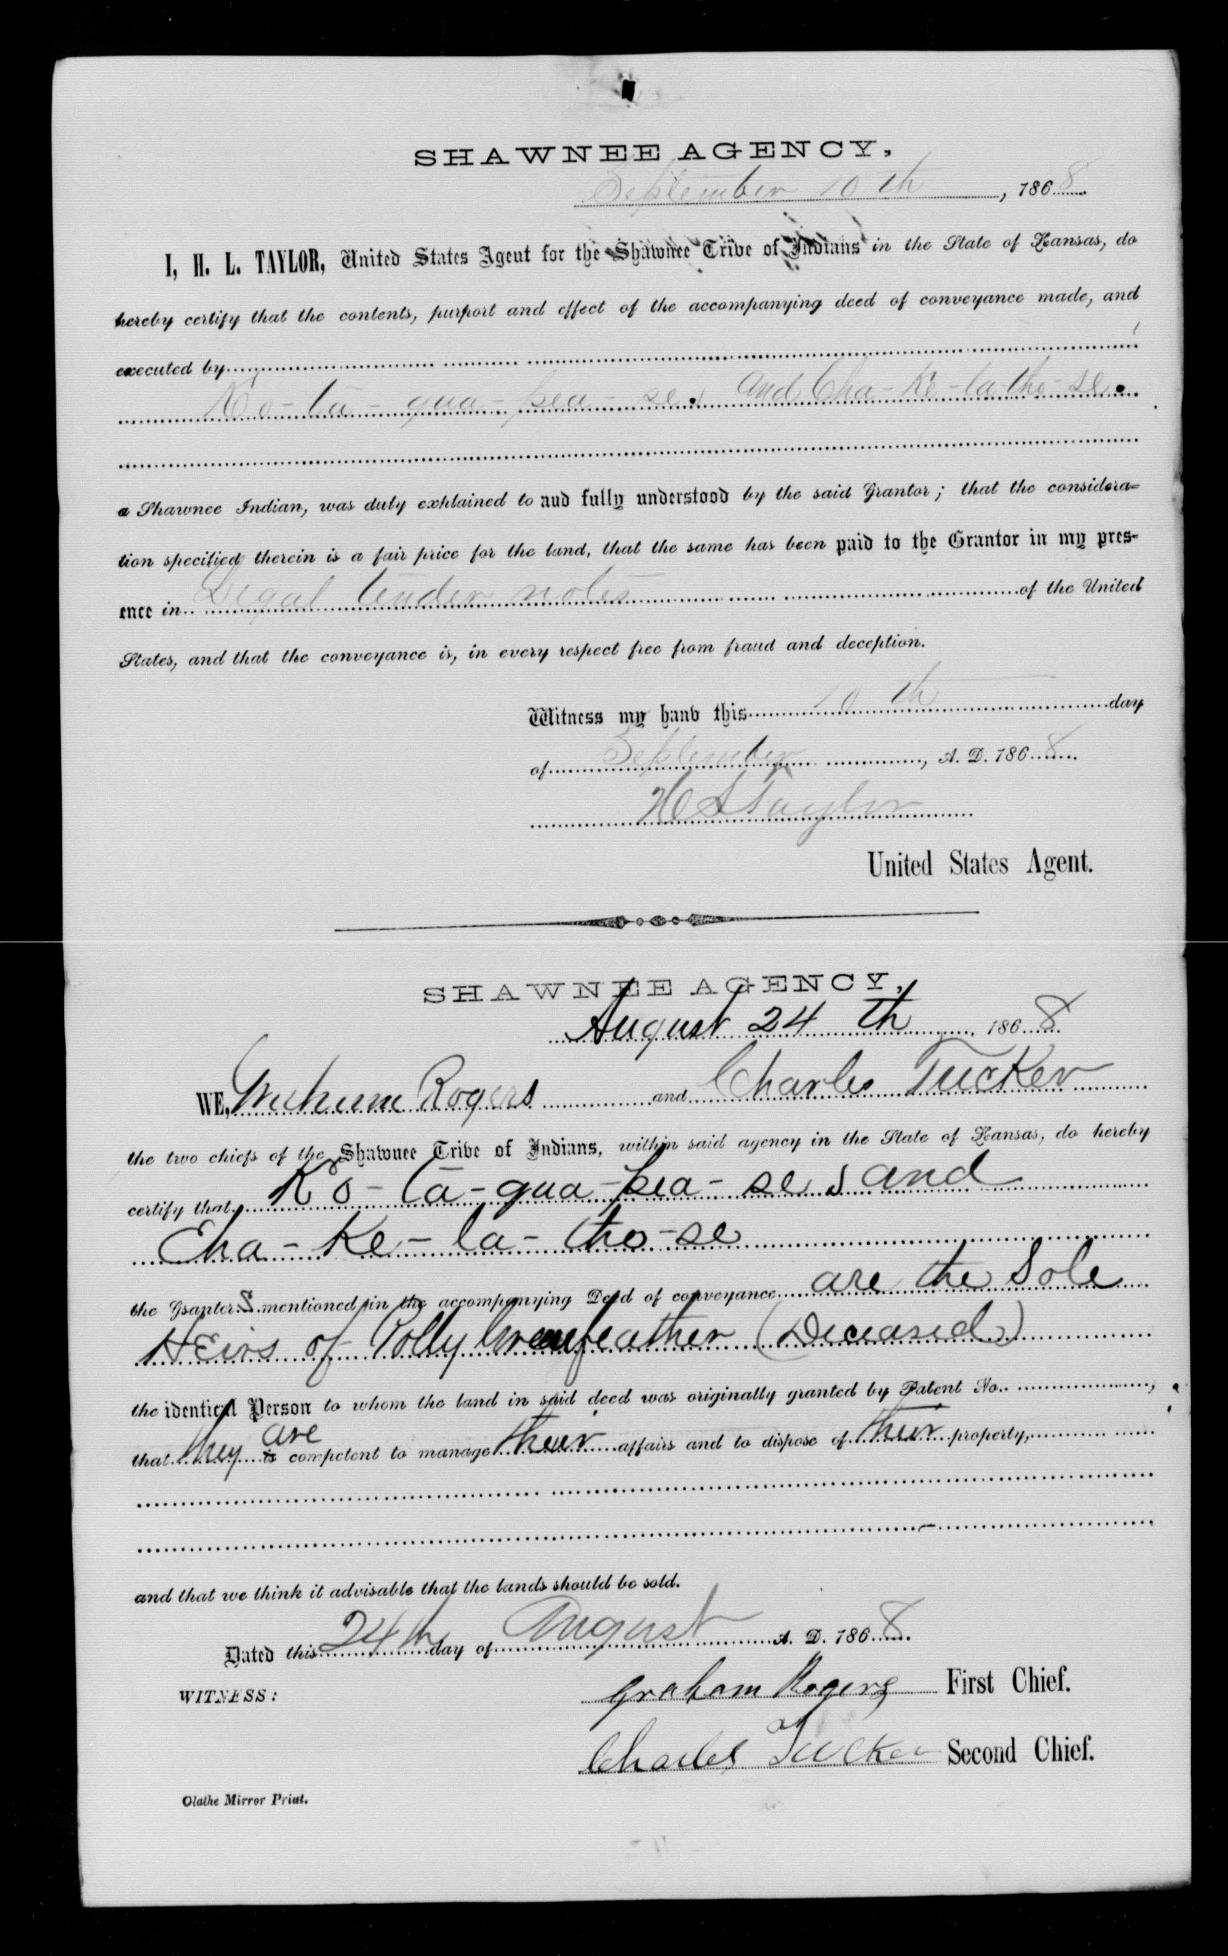 SHAWNEE AGENCY,
September 10th, 1868.
I, H. L. TAYLOR, United States Agent for the Shawnee Tribe of Indians in the State of Kansas, do
hereby certify that the contents, purport and effect of the accompanying deed of conveyance made, and
executed by
Ko-ta-qua-pea-se. and Cha-Ke-la-tho-se.
a Shawnee Indian, was duly explained to and fully understood by the said Grantor; that the considera-
tion specified therein is a fair price for the land, that the same has been paid to the Grantor in my pres-
ence in Legal tender notes of the United
States, and that the conveyance is, in every respect free from fraud and deception.
Witness my hand this 10th day
of September, A. D. 1868.
H L Taylor
United States Agent.
SHAWNEE AGENCY,
August 24th 1868.
WE, Graham Rogers and Charles Tucker
the two chiefs of the Shawnee Tribe of Indians, within said agency in the State of Kansas, do hereby
certify that Ko-ta-qua-pea-se, and
Cha-Ke-la-tho-se
the Granter S mentioned in the accompanying Deed of conveyance are the Sole
Heirs of Polly Greenfeather (Deceased)
the identical Person to whom the land in said deed was originally granted by Patent No. ,
that they are is competent to manage their affairs and to dispose of their property,
and that we think it advisable that the lands should be sold.
Dated this 24th day of August A. D. 1868.
WITNESS:
Graham Rogers First Chief.
Charles Tucker Second Chief.
Olathe Mirror Print.